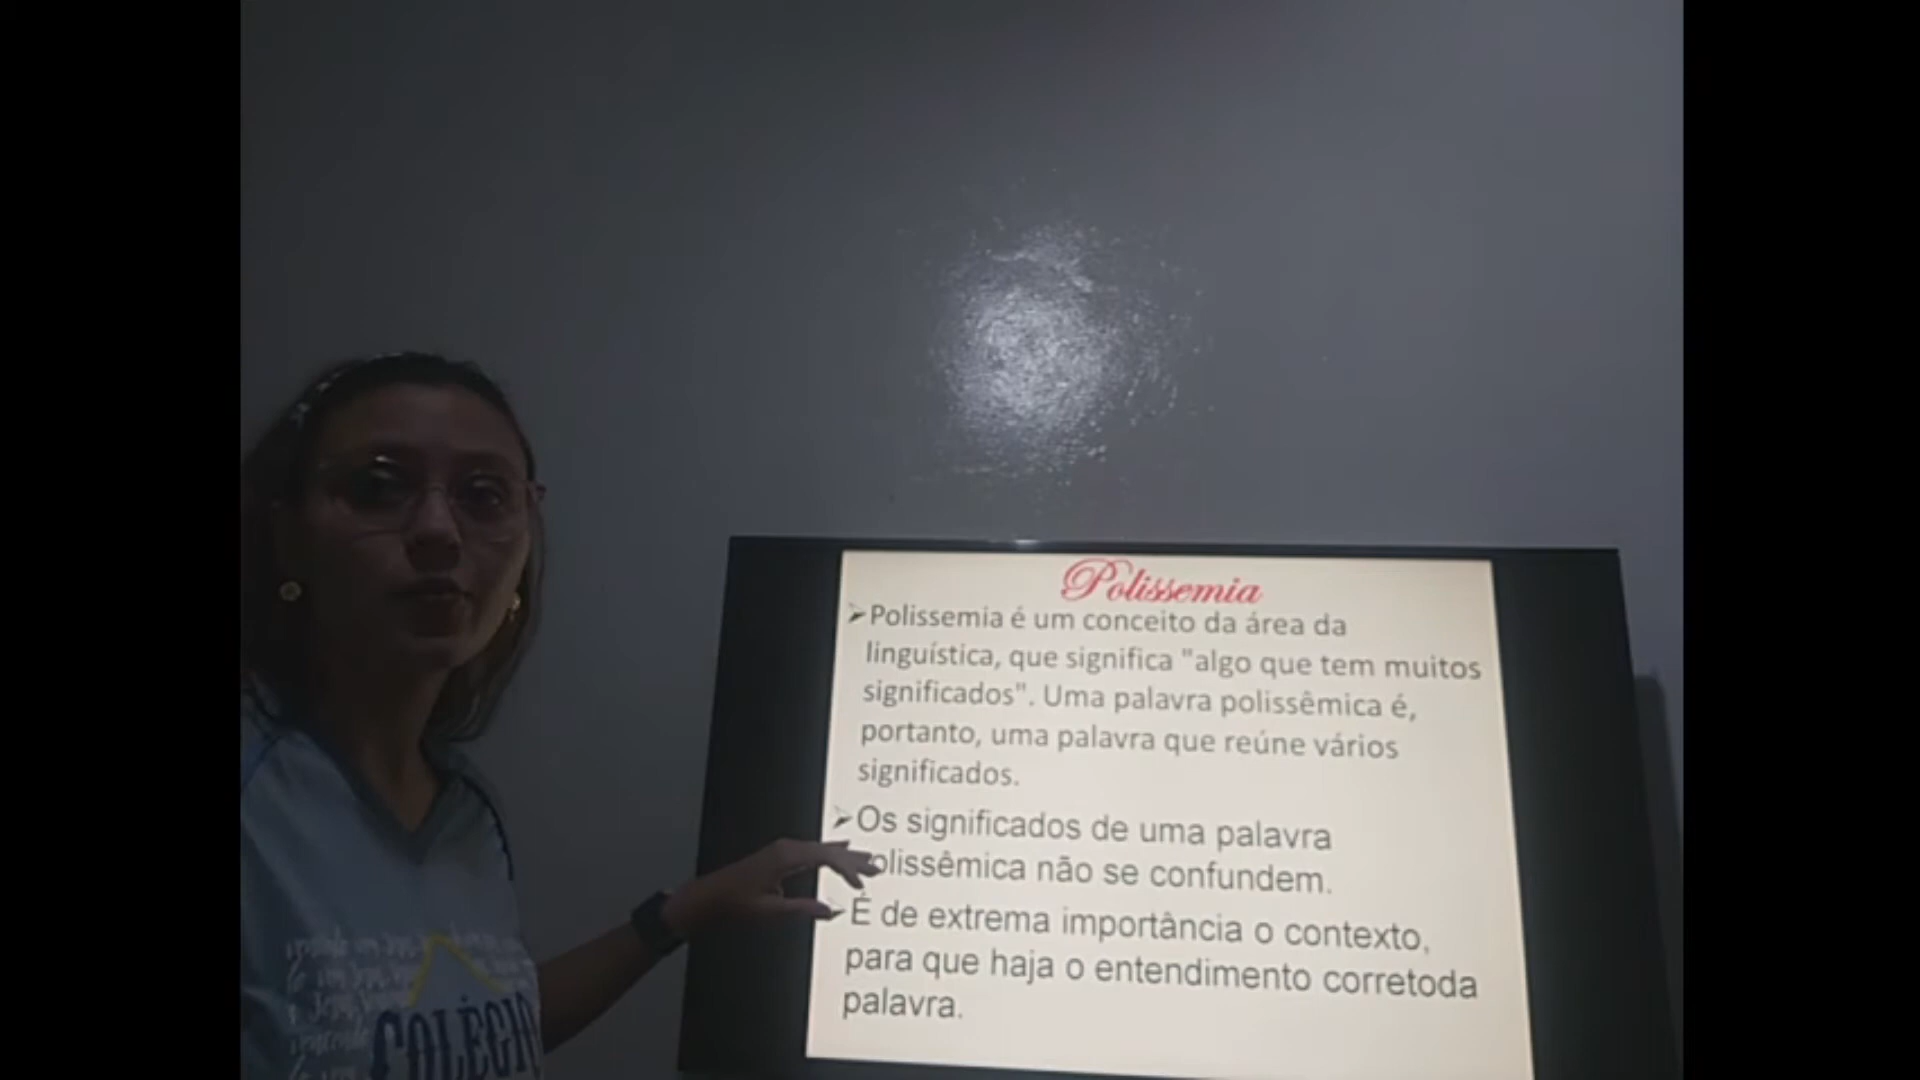 Polissemia
➢Polissemia é um conceito da área da
linguística, que significa "algo que tem muitos
significados". Uma palavra polissêmica é,
portanto, uma palavra que reúne vários
significados.
➢Os significados de uma palavra
olissêmica não se confundem.
➢É de extrema importância o contexto,
para que haja o entendimento corretoda
palavra.
COLÉGIO